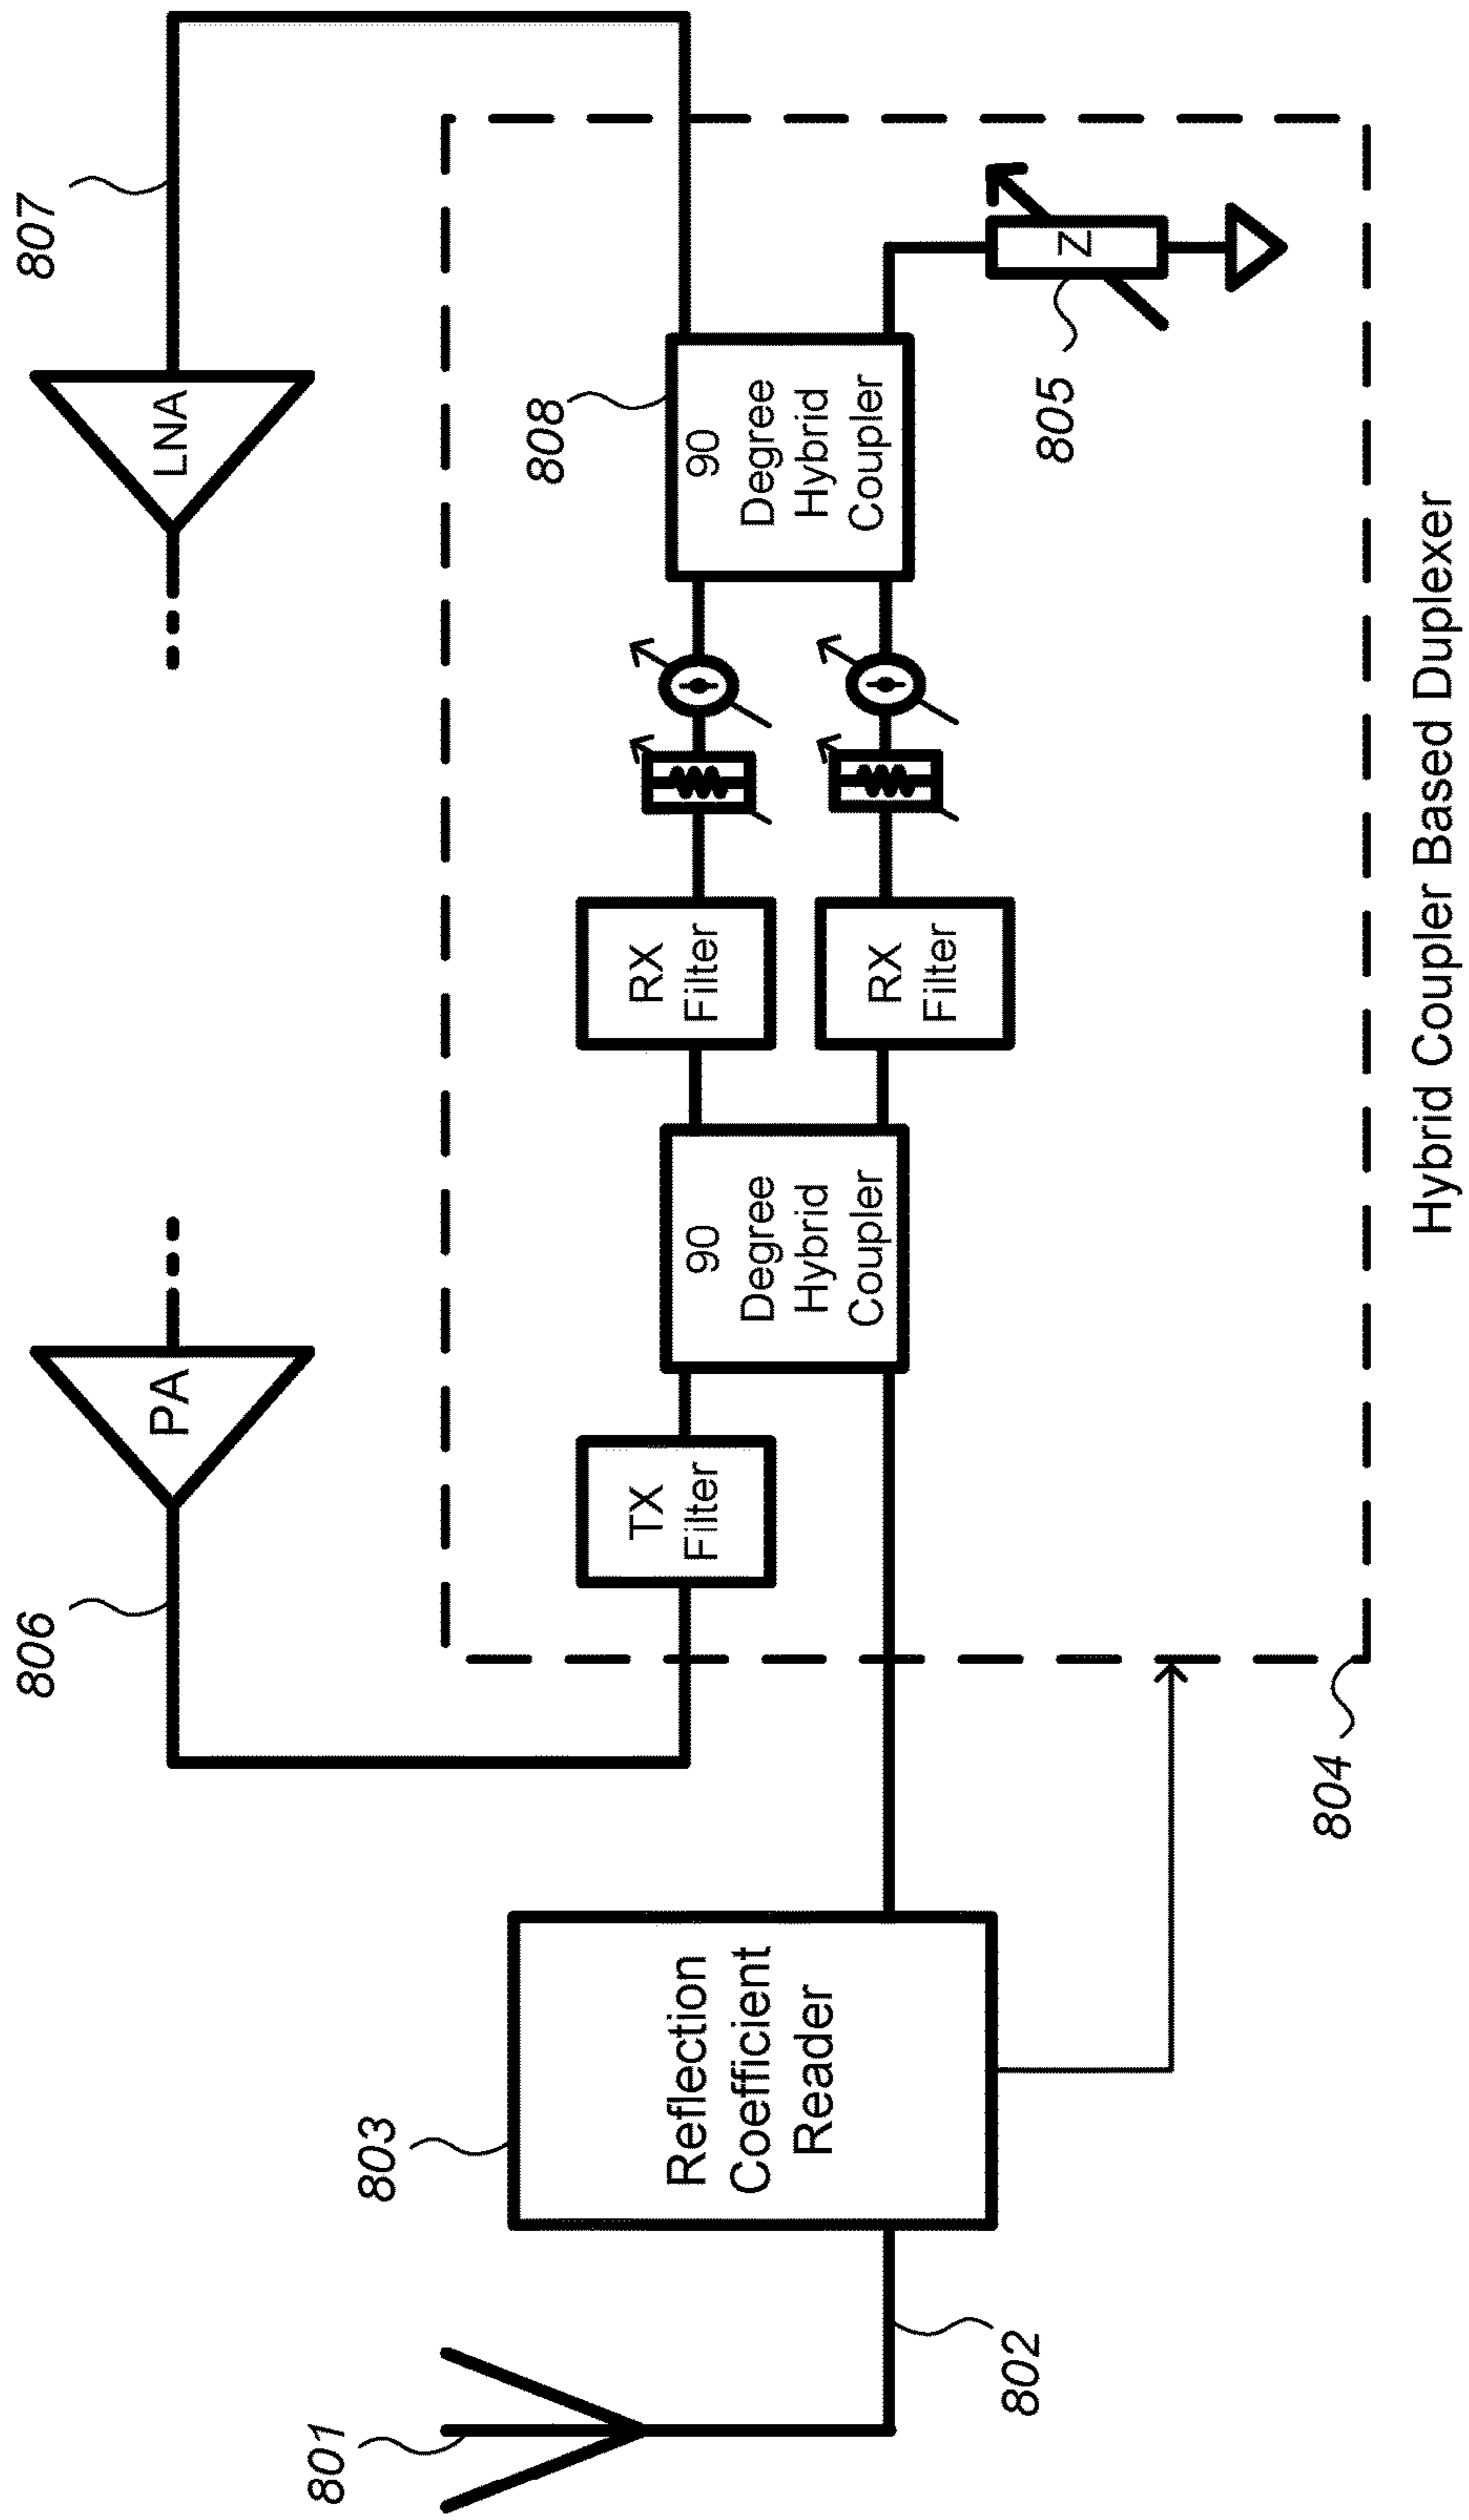 806
807
PA
LNA
801
803
Reflection
Coefficient
Reader
802
TX
Filter
90
Degree
Hybrid
Coupler
RX
Filter
RX
Filter
808
90
Degree
Hybrid
Coupler
805
Z
804
Hybrid Coupler Based Duplexer